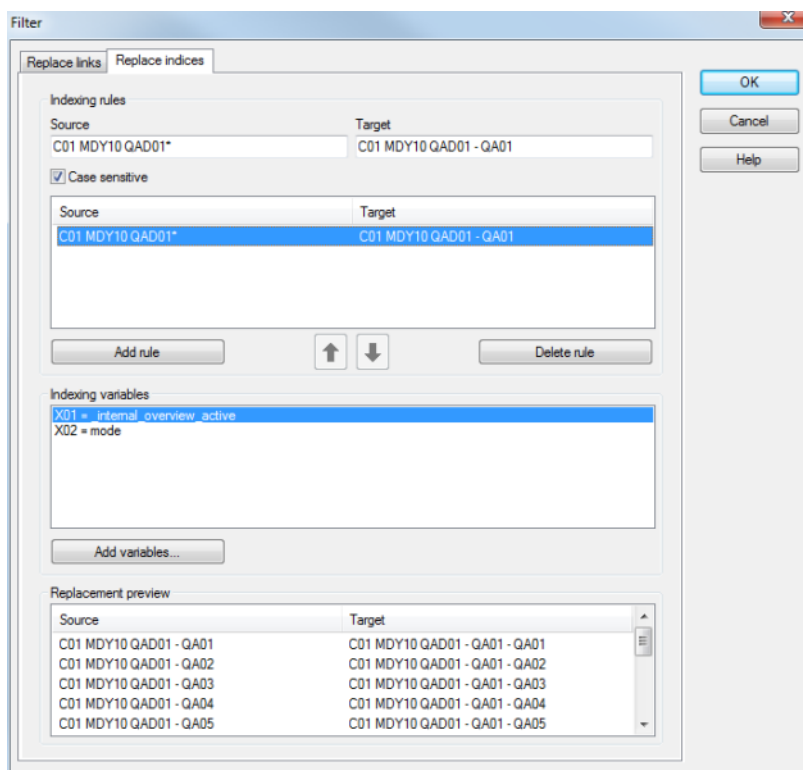 Filter
Replace links Replace indices
OK
Cancel
Help
Indexing rules
Source Target
C01 MDY10 QAD01* C01 MDY10 QAD01 - QA01
Case sensitive
Source Target
C01 MDY10 QAD01* C01 MDY10 QAD01 - QA01
Add rule Delete rule
Indexing variables
X01 = _internal_overview_active
X02 = mode
Add variables...
Replacement preview
Source Target
C01 MDY10 QAD01 - QA01 C01 MDY10 QAD01 - QA01 - QA01
C01 MDY10 QAD01 - QA02 C01 MDY10 QAD01 - QA01 - QA02
C01 MDY10 QAD01 - QA03 C01 MDY10 QAD01 - QA01 - QA03
C01 MDY10 QAD01 - QA04 C01 MDY10 QAD01 - QA01 - QA04
C01 MDY10 QAD01 - QA05 C01 MDY10 QAD01 - QA01 - QA05